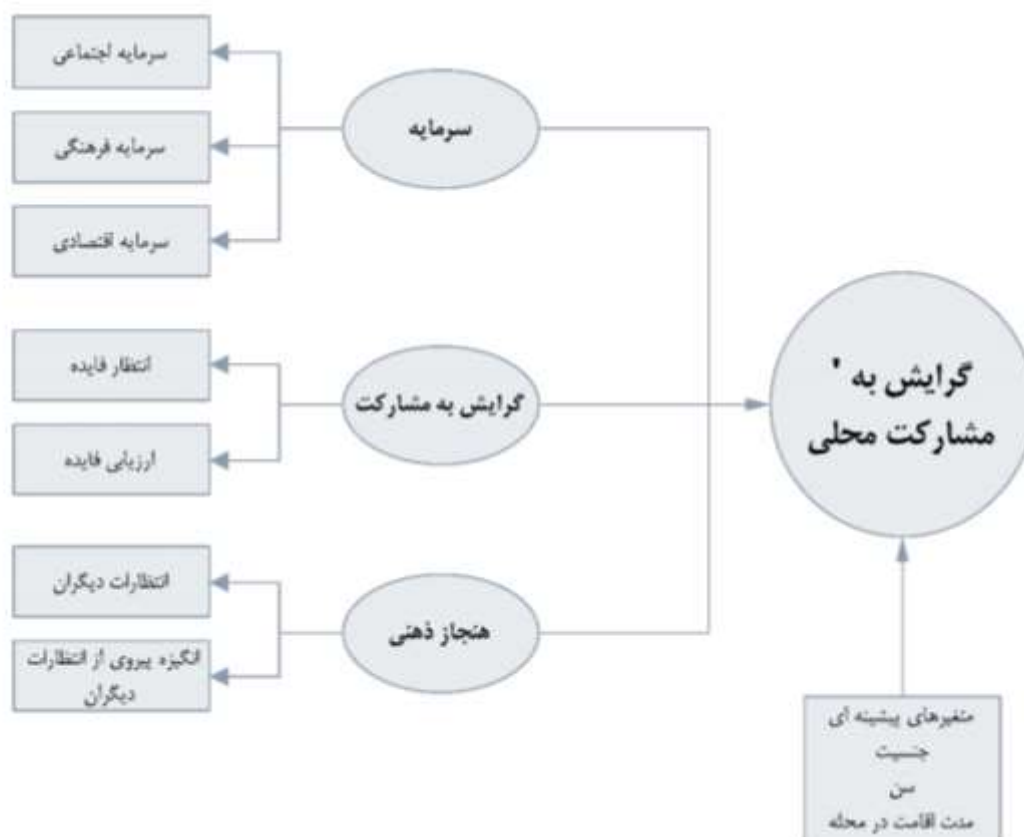 سرمایه اجتماعی
سرمایه فرهنگی
سرمایه اقتصادی
سرمایه
انتظار فایده
ارزیابی فایده
گرایش به مشارکت
انتظارات دیگران
انگیزه پیروی از انتظارات
دیگران
هنجاز ذهنی
گرایش به '
مشارکت محلی
متغیرهای پیشینه ای
جنسیت
سن
مدت اقامت در محله